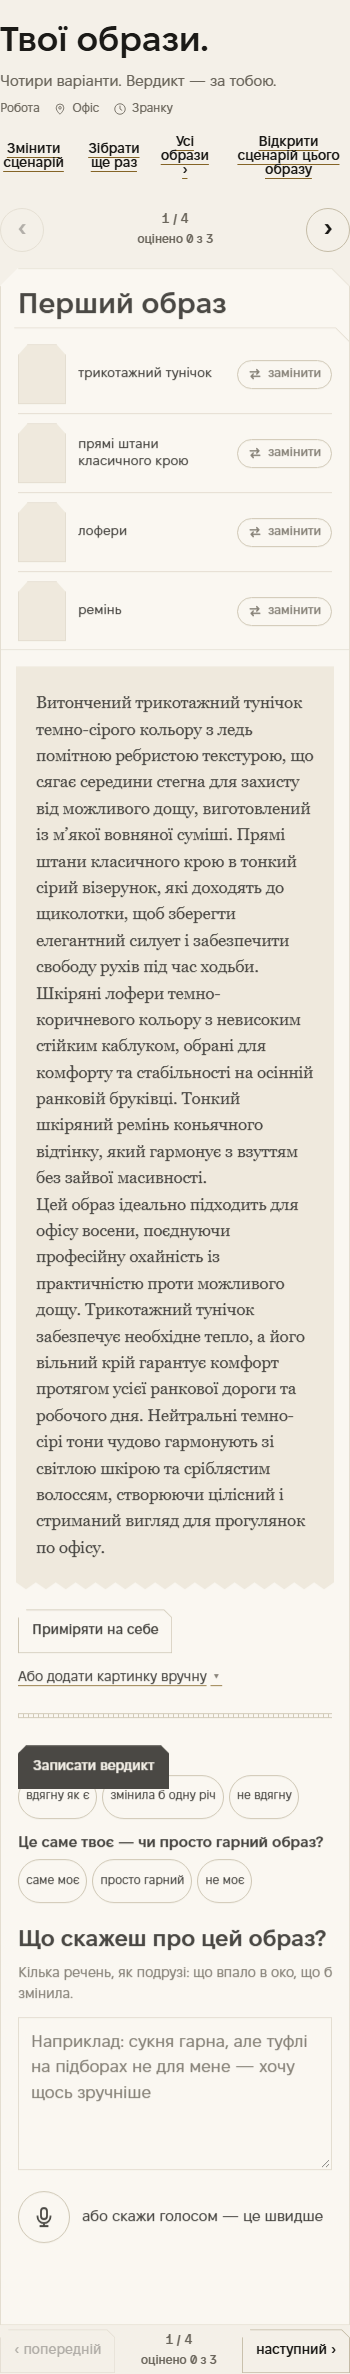 Твої образи.
Чотири варіанти. Вердикт — за тобою.
Робота Офіс Зранку
Змінити
сценарій
Зібрати
ще раз
Усі
образи
›
Відкрити
сценарій цього
образу
‹
1 / 4
оцінено 0 з 3
›
Перший образ
трикотажний тунічок
замінити
прямі штани
класичного крою
замінити
лофери
замінити
ремінь
замінити
Витончений трикотажний тунічок
темно-сірого кольору з ледь
помітною ребристою текстурою, що
сягає середини стегна для захисту
від можливого дощу, виготовлений
із м’якої вовняної суміші. Прямі
штани класичного крою в тонкий
сірий візерунок, які доходять до
щиколотки, щоб зберегти
елегантний силует і забезпечити
свободу рухів під час ходьби.
Шкіряні лофери темно-
коричневого кольору з невисоким
стійким каблуком, обрані для
комфорту та стабільності на осінній
ранковій бруківці. Тонкий
шкіряний ремінь коньячного
відтінку, який гармонує з взуттям
без зайвої масивності.
Цей образ ідеально підходить для
офісу восени, поєднуючи
професійну охайність із
практичністю проти можливого
дощу. Трикотажний тунічок
забезпечує необхідне тепло, а його
вільний крій гарантує комфорт
протягом усієї ранкової дороги та
робочого дня. Нейтральні темно-
сірі тони чудово гармонують зі
світлою шкірою та сріблястим
волоссям, створюючи цілісний і
стриманий вигляд для прогулянок
по офісу.
Приміряти на себе
Або додати картинку вручну
Записати вердикт
вдягну як є
змінила б одну річ
не вдягну
Це саме твоє — чи просто гарний образ?
саме моє
просто гарний
не моє
Що скажеш про цей образ?
Кілька речень, як подрузі: що впало в око, що б
змінила.
Наприклад: сукня гарна, але туфлі
на підборах не для мене — хочу
щось зручніше
або скажи голосом — це швидше
‹ попередній
1 / 4
оцінено 0 з 3
наступний ›